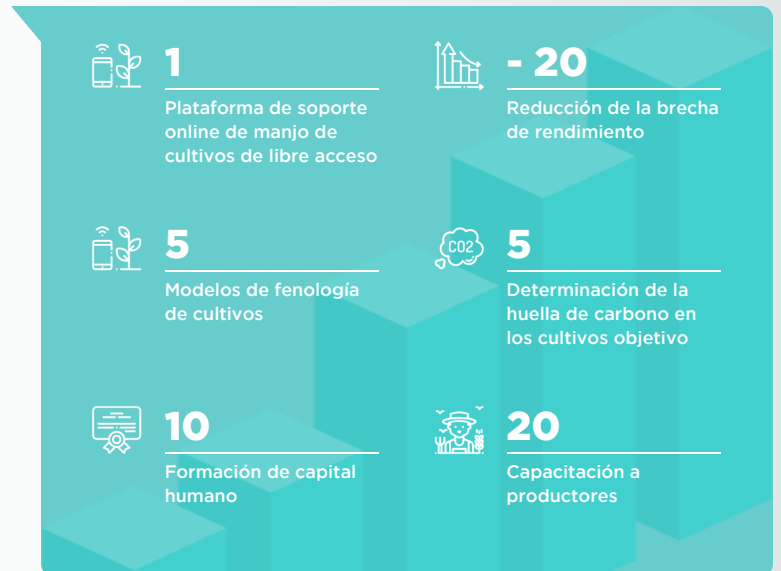 1
Plataforma de soporte
online de manjo de
cultivos de libre acceso
- 20
Reducción de la brecha
de rendimiento
5
Modelos de fenología
de cultivos
CO2
5
Determinación de la
huella de carbono en
los cultivos objetivo
10
Formación de capital
humano
20
Capacitación a
productores